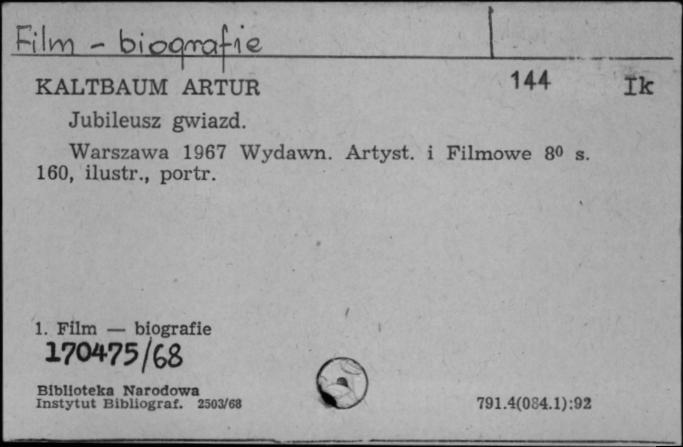 Film - biografie
KALTBAUM ARTUR 144 Ik
Jubileusz gwiazd.
Warszawa 1967 Wydawn. Artyst. i Filmowe 8⁰ s.
160, ilustr., portr.
1. Film — biografie
170475/68
Biblioteka Narodowa
Instytut Bibliograf. 2503/68
791.4(084.1):92